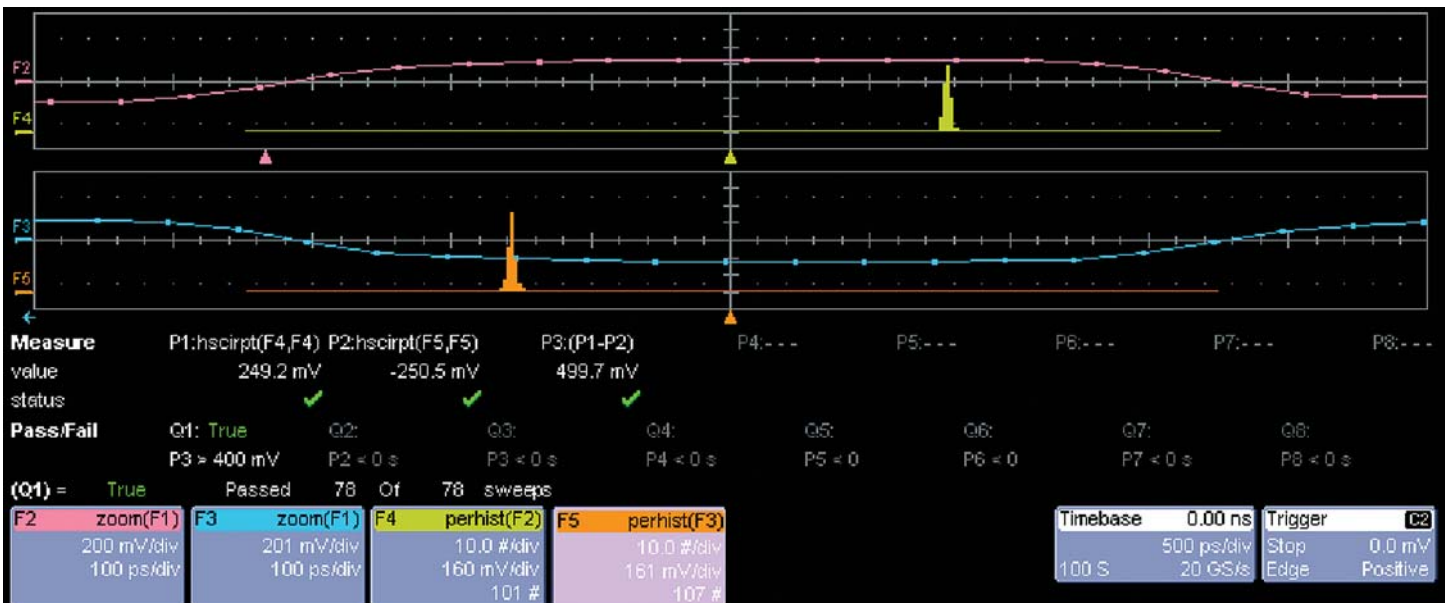 F2
F4
F3
F5
Measure P1:hscirpt(F4,F4) P2:hscirpt(F5,F5) P3:(P1-P2) P4:- - - P5:- - - P6:- - - P7:- - - P8:- - -
value 249.2 mV -250.5 mV 499.7 mV
status
Pass/Fail Q1: True Q2: Q3: Q4: Q5: Q6: Q7: Q8:
P3 > 400 mV P2 < 0 s P3 < 0 s P4 < 0 s P5 < 0 P6 < 0 P7 < 0 s P8 < 0 s
(Q1) = True Passed 78 Of 78 sweeps
F2 zoom(F1) F3 zoom(F1) F4 perhist(F2) F5 perhist(F3) Timebase 0.00 ns Trigger C2
200 mV/div 201 mV/div 10.0 #/div 10.0 #/div 500 ps/div Stop 0.0 mV
100 ps/div 100 ps/div 160 mV/div 161 mV/div 100 S 20 GS/s Edge Positive
101 # 107 #